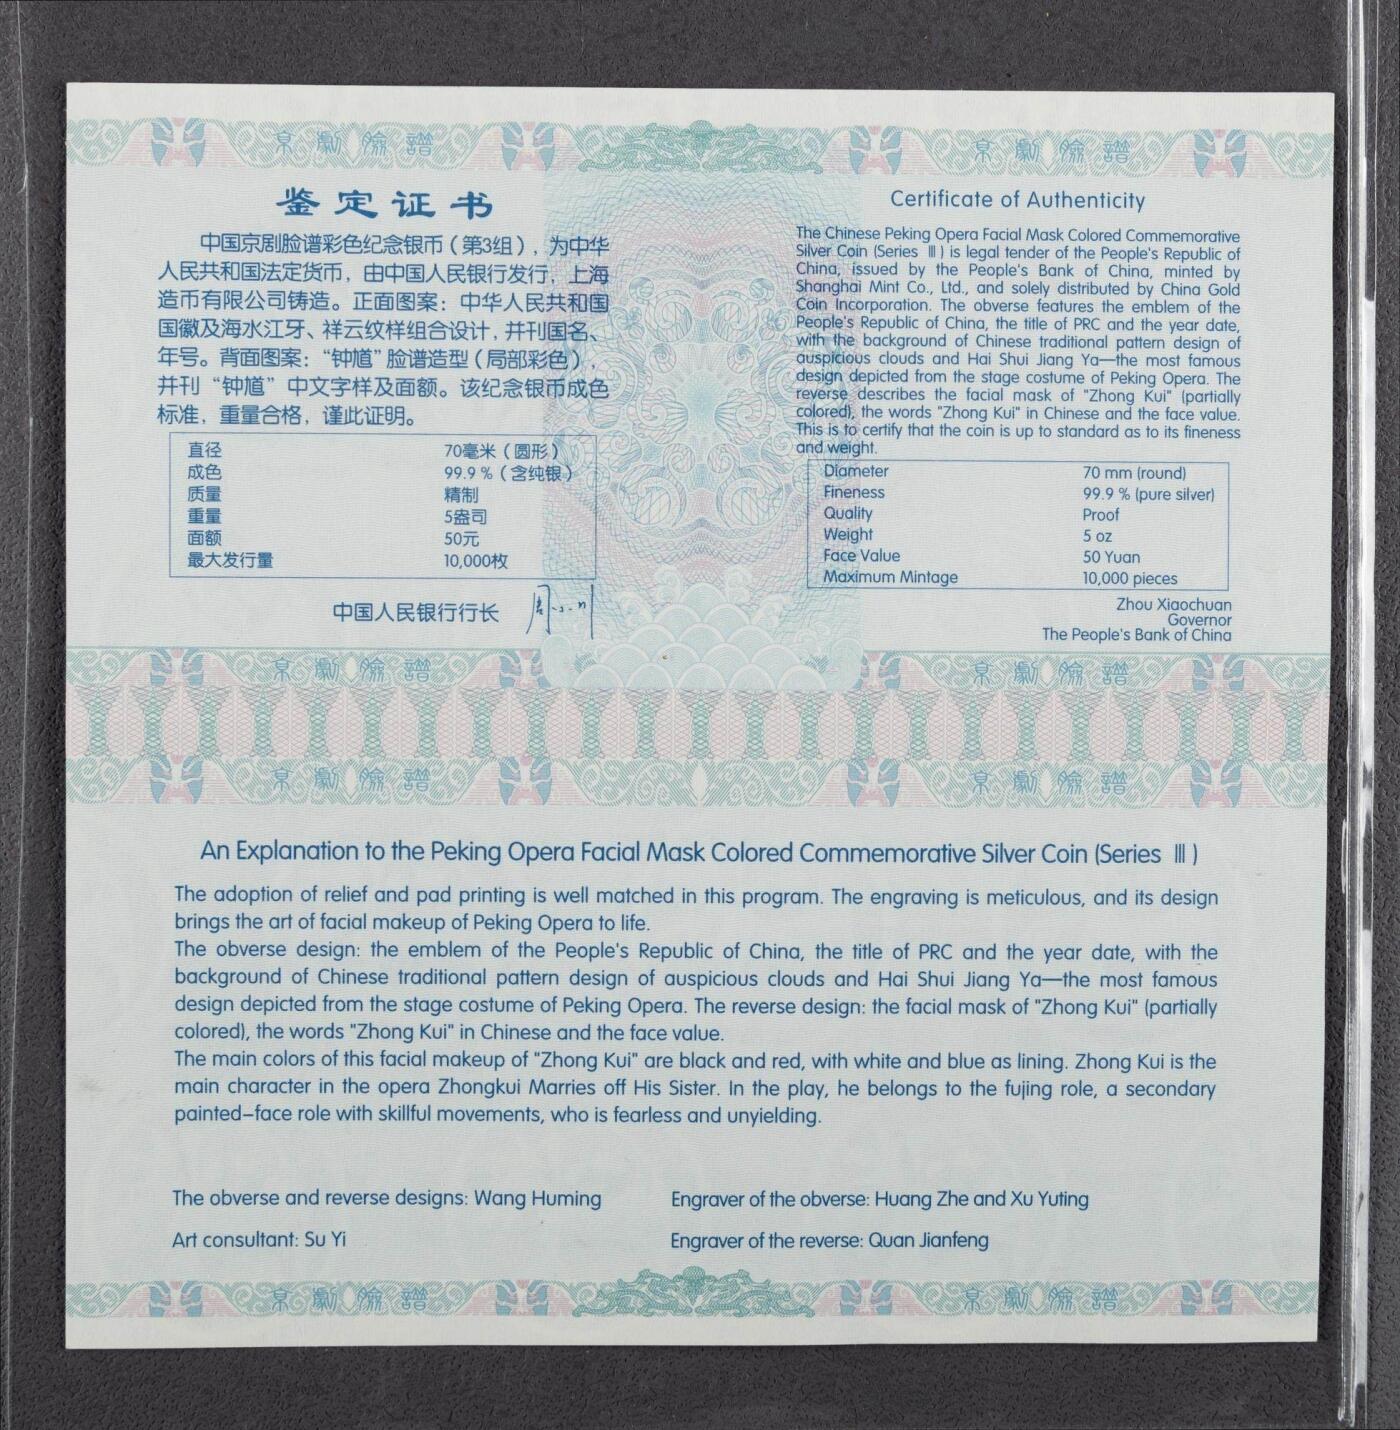 京劇臉譜
京劇臉譜
鉴定证书
中国京剧脸谱彩色纪念银币（第3组），为中华
人民共和国法定货币，由中国人民银行发行，上海
造币有限公司铸造。正面图案：中华人民共和国
国徽及海水江牙、祥云纹样组合设计，并刊国名、
年号。背面图案：“钟馗”脸谱造型（局部彩色），
并刊“钟馗”中文字样及面额。该纪念银币成色
标准，重量合格，谨此证明。
直径 70毫米（圆形）
成色 99.9％（含纯银）
质量 精制
重量 5盎司
面额 50元
最大发行量 10,000枚
中国人民银行行长
Certificate of Authenticity
The Chinese Peking Opera Facial Mask Colored Commemorative
Silver Coin (Series Ⅲ) is legal tender of the People's Republic of
China, issued by the People's Bank of China, minted by
Shanghai Mint Co., Ltd., and solely distributed by China Gold
Coin Incorporation. The obverse features the emblem of the
People's Republic of China, the title of PRC and the year date,
with the background of Chinese traditional pattern design of
auspicious clouds and Hai Shui Jiang Ya—the most famous
design depicted from the stage costume of Peking Opera. The
reverse describes the facial mask of "Zhong Kui" (partially
colored), the words "Zhong Kui" in Chinese and the face value.
This is to certify that the coin is up to standard as to its fineness
and weight.
Diameter 70 mm (round)
Fineness 99.9 % (pure silver)
Quality Proof
Weight 5 oz
Face Value 50 Yuan
Maximum Mintage 10,000 pieces
Zhou Xiaochuan
Governor
The People's Bank of China
京劇臉譜
京劇臉譜
京劇臉譜
京劇臉譜
An Explanation to the Peking Opera Facial Mask Colored Commemorative Silver Coin (Series Ⅲ)
The adoption of relief and pad printing is well matched in this program. The engraving is meticulous, and its design
brings the art of facial makeup of Peking Opera to life.
The obverse design: the emblem of the People's Republic of China, the title of PRC and the year date, with the
background of Chinese traditional pattern design of auspicious clouds and Hai Shui Jiang Ya—the most famous
design depicted from the stage costume of Peking Opera. The reverse design: the facial mask of "Zhong Kui" (partially
colored), the words "Zhong Kui" in Chinese and the face value.
The main colors of this facial makeup of "Zhong Kui" are black and red, with white and blue as lining. Zhong Kui is the
main character in the opera Zhongkui Marries off His Sister. In the play, he belongs to the fujing role, a secondary
painted–face role with skillful movements, who is fearless and unyielding.
The obverse and reverse designs: Wang Huming
Engraver of the obverse: Huang Zhe and Xu Yuting
Art consultant: Su Yi
Engraver of the reverse: Quan Jianfeng
京劇臉譜
京劇臉譜